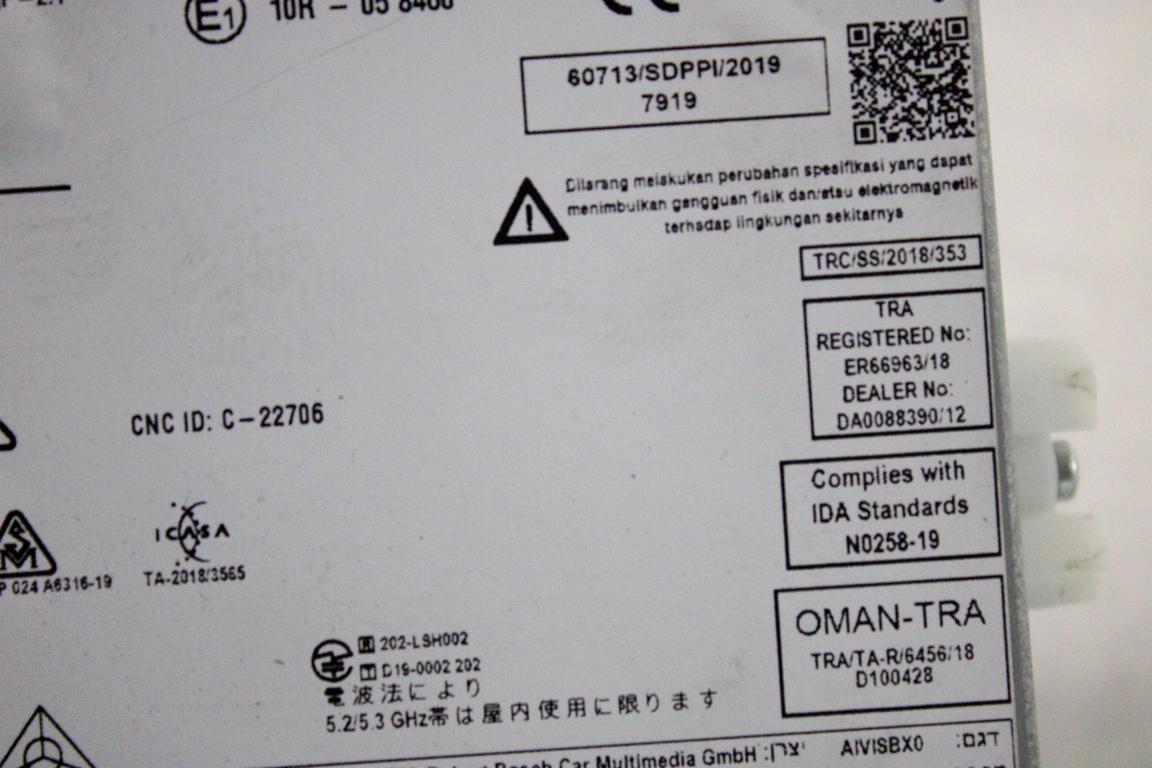 E1
10R - 05 8466
60713/SDPPI/2019
7919
Dilarang melakukan perubahan spesifikasi yang dapat
menimbulkan gangguan fisik dan/atau elektromagnetik
terhadap lingkungan sekitarnya
TRC/SS/2018/353
TRA
REGISTERED No:
ER66963/18
DEALER No:
DA0088390/12
CNC ID: C-22706
Complies with
IDA Standards
N0258-19
ICASA
TA-2018/3565
P 024 A6316-19
OMAN-TRA
TRA/TA-R/6456/18
D100428
R 202-LSH002
T D19-0002 202
電波法により
5.2/5.3 GHz帯は屋内使用に限ります
דגם: AIVISBX0
יצרן: Robert Bosch Car Multimedia GmbH